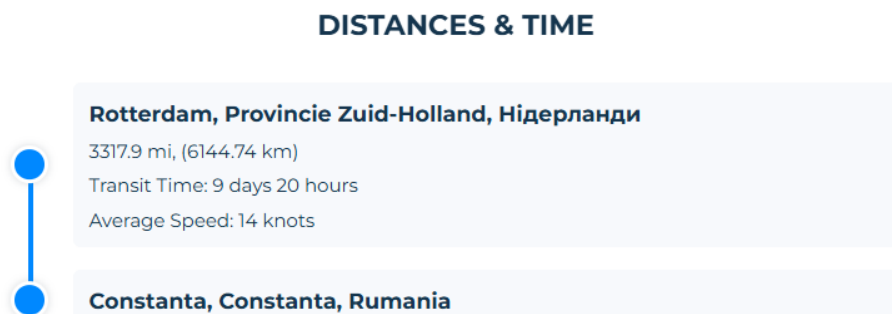 DISTANCES & TIME
Rotterdam, Provincie Zuid-Holland, Нідерланди
3317.9 mi, (6144.74 km)
Transit Time: 9 days 20 hours
Average Speed: 14 knots
Constanta, Constanta, Rumania